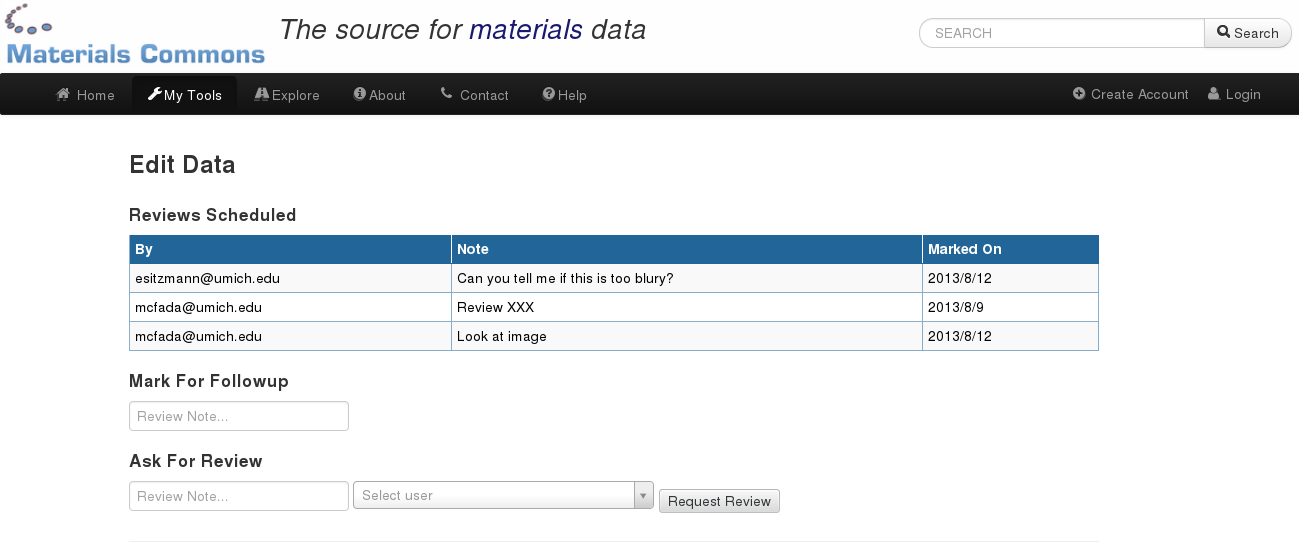 Materials Commons
The source for materials data
SEARCH Search
Home My Tools Explore About Contact Help Create Account Login
Edit Data
Reviews Scheduled
By Note Marked On
esitzmann@umich.edu Can you tell me if this is too blury? 2013/8/12
mcfada@umich.edu Review XXX 2013/8/9
mcfada@umich.edu Look at image 2013/8/12
Mark For Followup
Review Note...
Ask For Review
Review Note... Select user Request Review